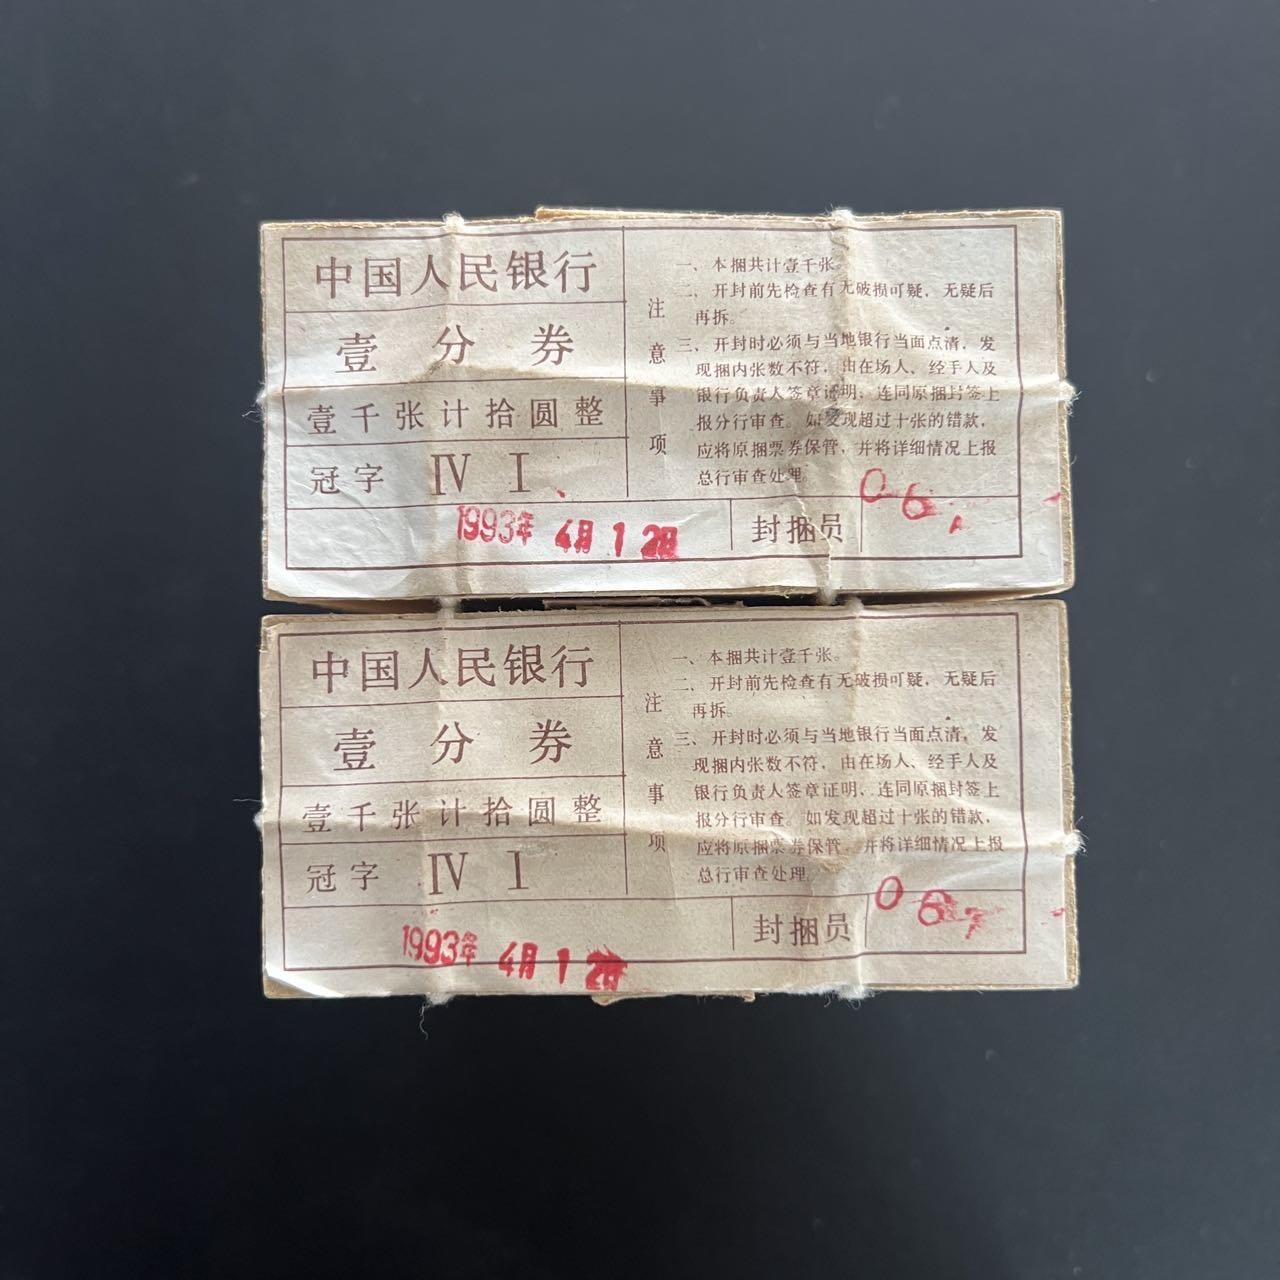 中国人民银行
壹分券
壹千张计拾圆整
冠字 Ⅳ Ⅰ
1993年 4月12日
注意事项
一、本捆共计壹千张。
二、开封前先检查有无破损可疑，无疑后
再拆。
三、开封时必须与当地银行当面点清，发
现捆内张数不符，由在场人、经手人及
银行负责人签章证明，连同原捆封签上
报分行审查。如发现超过十张的错款，
应将原捆票券保管，并将详细情况上报
总行审查处理。
封捆员
06
中国人民银行
壹分券
壹千张计拾圆整
冠字 Ⅳ Ⅰ
1993年 4月12日
注意事项
一、本捆共计壹千张。
二、开封前先检查有无破损可疑，无疑后
再拆。
三、开封时必须与当地银行当面点清，发
现捆内张数不符，由在场人、经手人及
银行负责人签章证明，连同原捆封签上
报分行审查。如发现超过十张的错款，
应将原捆票券保管，并将详细情况上报
总行审查处理。
封捆员
06